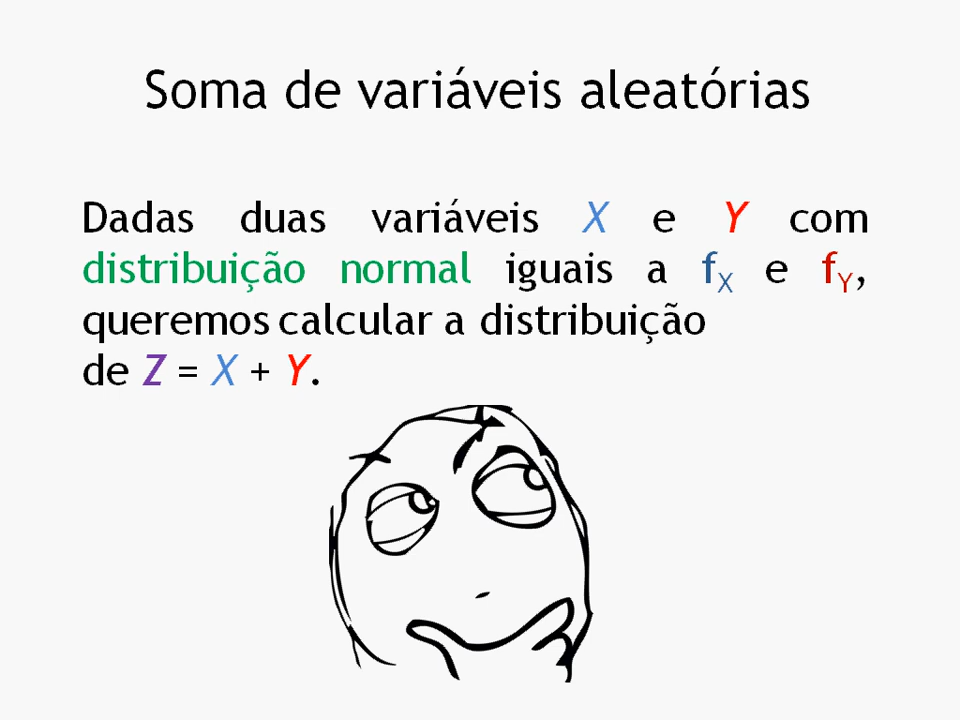 Soma de variáveis aleatórias
Dadas duas variáveis X e Y com
distribuição normal iguais a fX e fY,
queremos calcular a distribuição
de Z = X + Y.